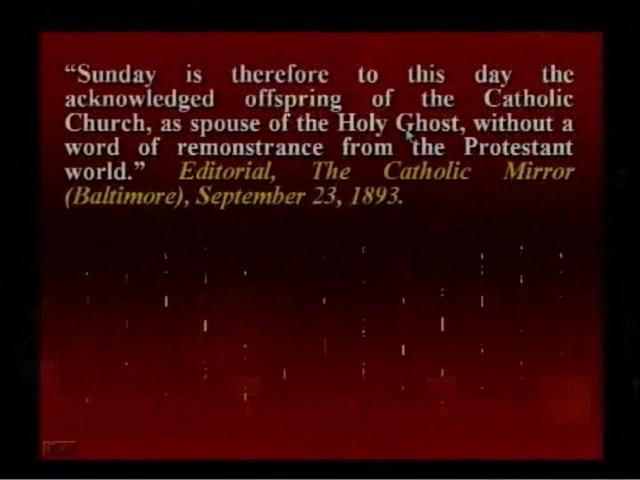 “Sunday is therefore to this day the
acknowledged offspring of the Catholic
Church, as spouse of the Holy Ghost, without a
word of remonstrance from the Protestant
world.” Editorial, The Catholic Mirror
(Baltimore), September 23, 1893.